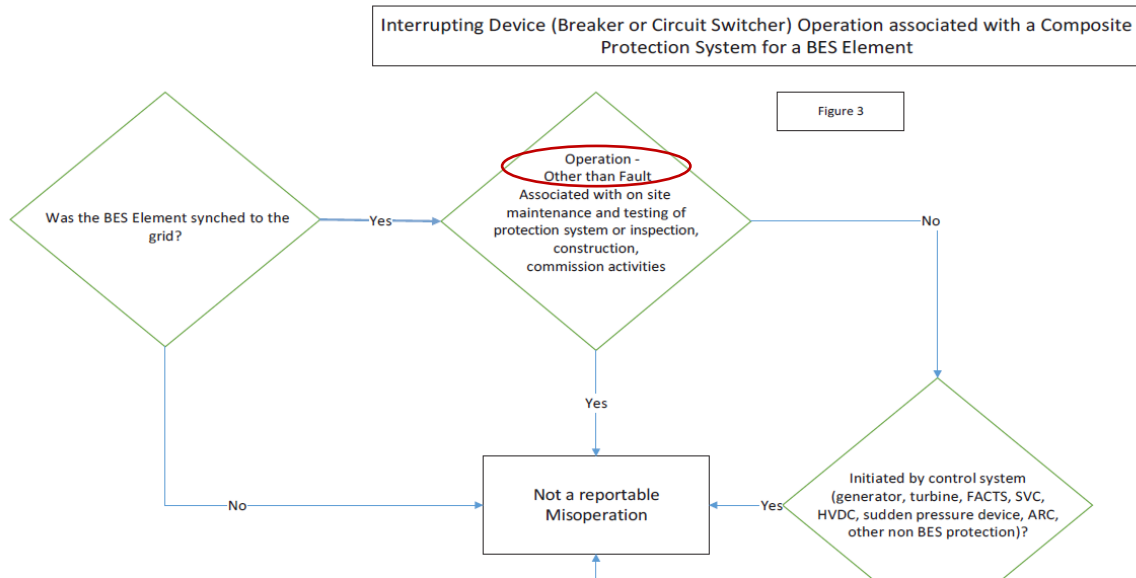 Interrupting Device (Breaker or Circuit Switcher) Operation associated with a Composite
Protection System for a BES Element
Figure 3
Was the BES Element synched to the
grid?
Yes
Operation -
Other than Fault
Associated with on site
maintenance and testing of
protection system or inspection,
construction,
commission activities
No
Yes
Initiated by control system
(generator, turbine, FACTS, SVC,
HVDC, sudden pressure device, ARC,
other non BES protection)?
Yes
Not a reportable
Misoperation
No